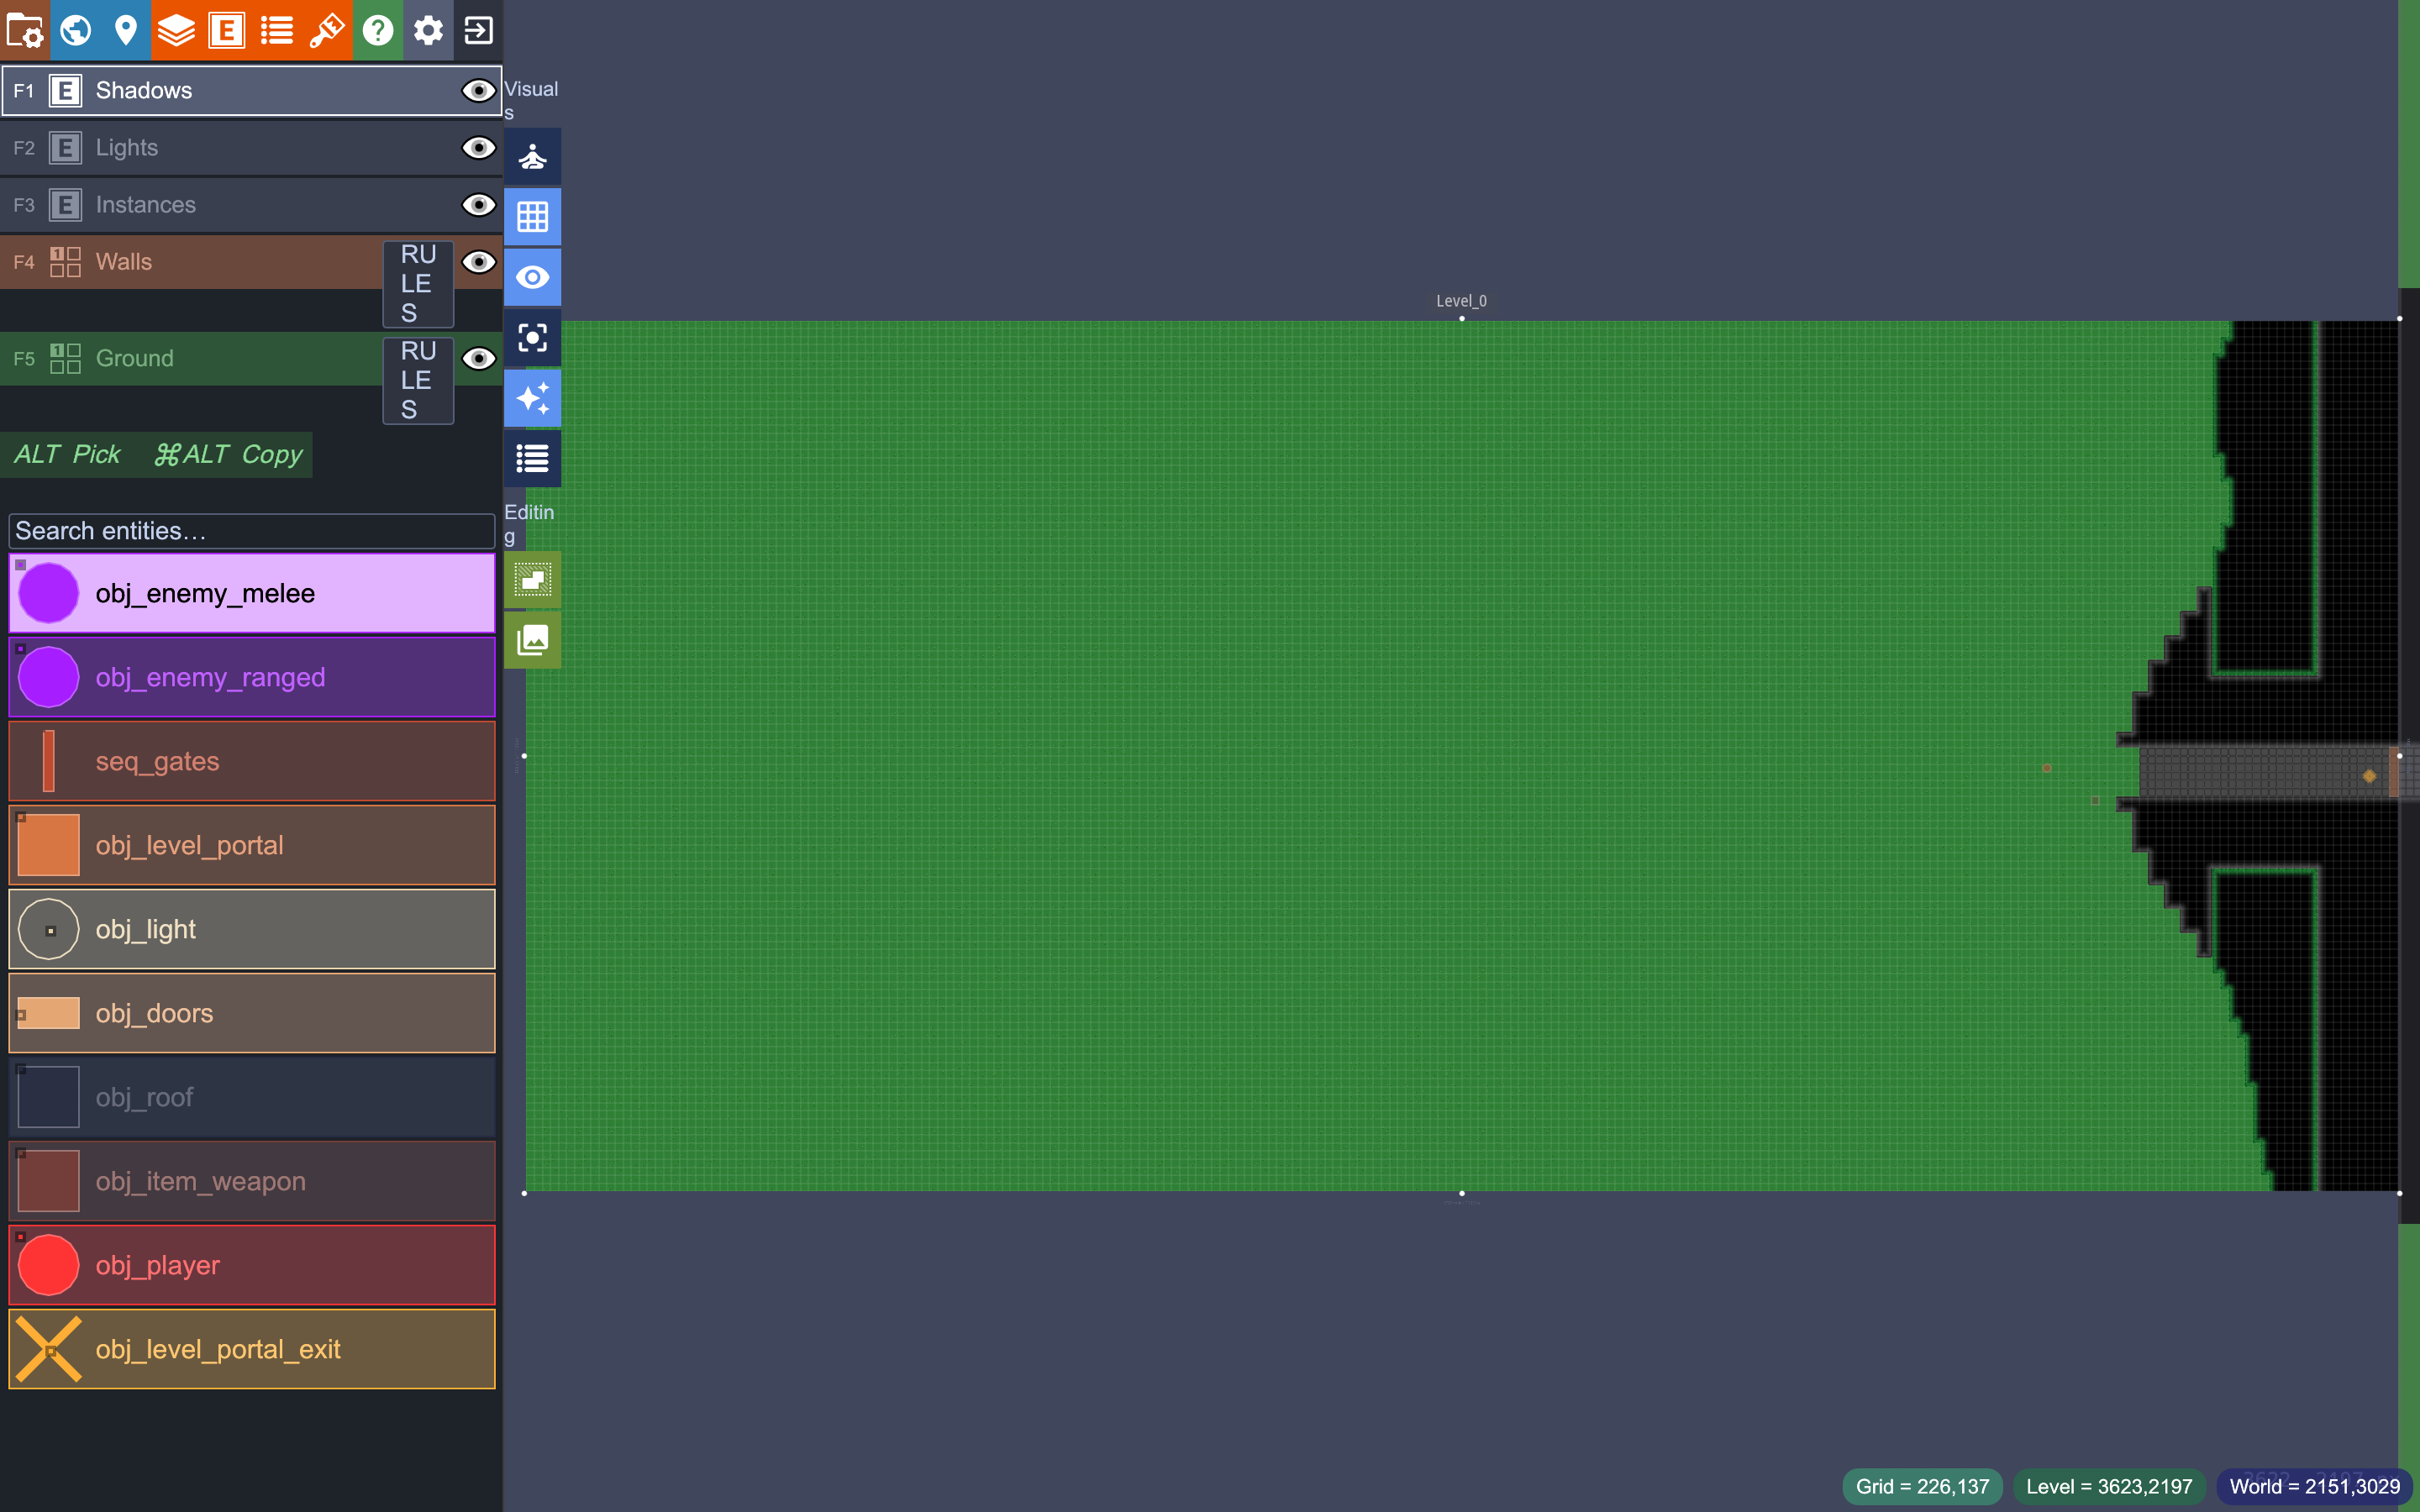 E
F1 E Shadows
F2 E Lights
F3 E Instances
F4 1 Walls
RU
LE
S
F5 1 Ground
RU
LE
S
ALT Pick ⌘ALT Copy
Search entities...
obj_enemy_melee
obj_enemy_ranged
seq_gates
obj_level_portal
obj_light
obj_doors
obj_roof
obj_item_weapon
obj_player
obj_level_portal_exit
Visual
s
Editin
g
Level_0
Grid = 226,137
Level = 3623,2197
World = 2151,3029